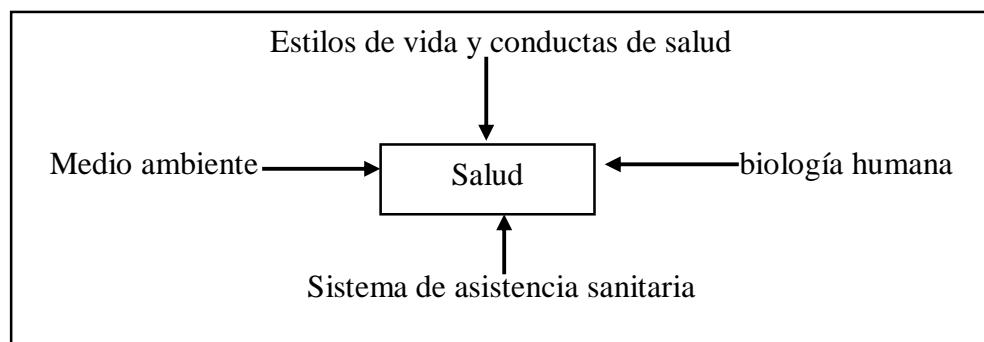 Estilos de vida y conductas de salud
Medio ambiente
Salud
biología humana
Sistema de asistencia sanitaria